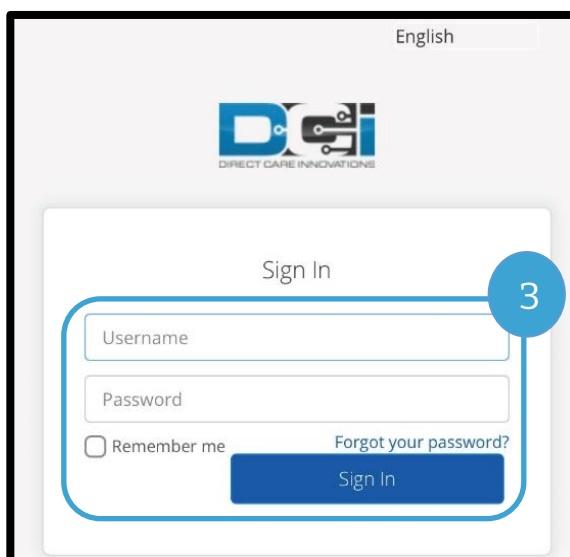 English
DCi
DIRECT CARE INNOVATIONS
Sign In
3
Username
Password
Remember me Forgot your password?
Sign In